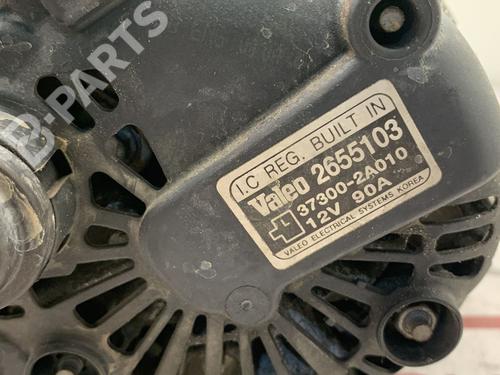 B-PARTS
I.C REG. BUILT IN
Valeo 2655103
37300-2A010
12V 90A
VALEO ELECTRICAL SYSTEMS KOREA